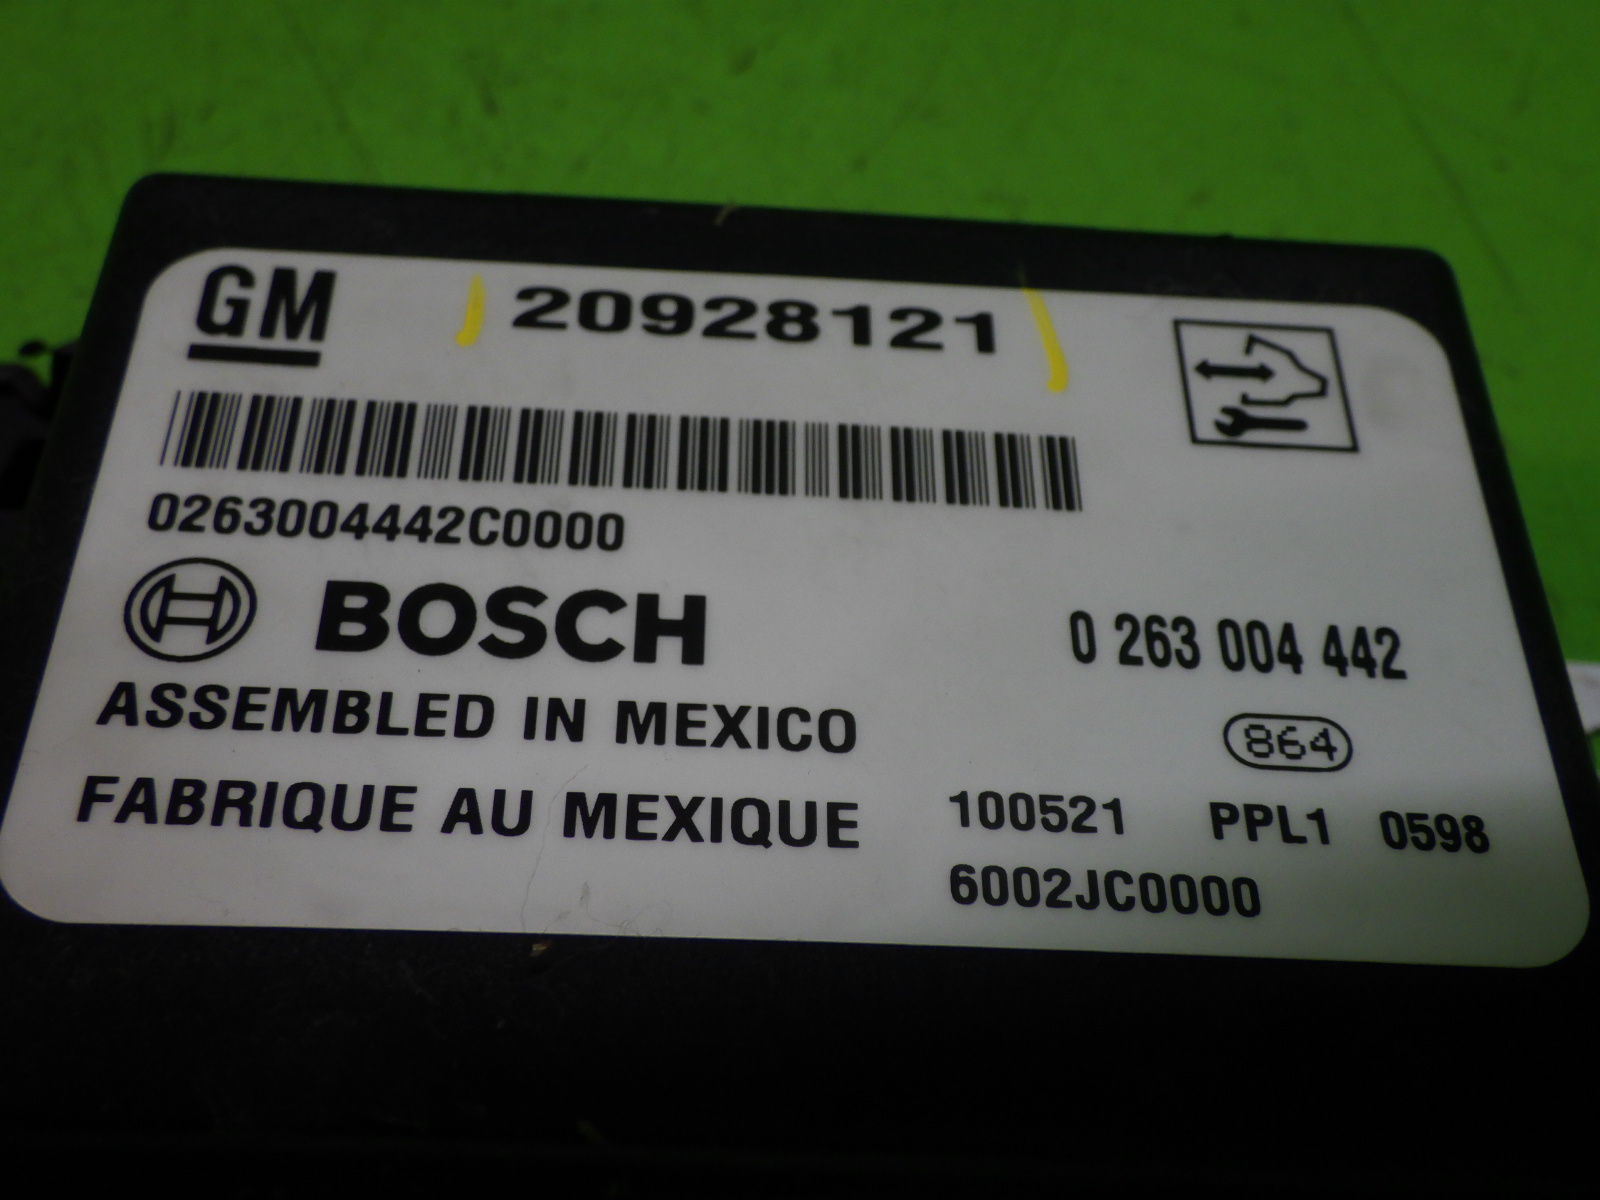 GM 20928121
0263004442C0000
BOSCH 0 263 004 442
ASSEMBLED IN MEXICO 864
FABRIQUE AU MEXIQUE 100521 PPL1 0598
6002JC0000